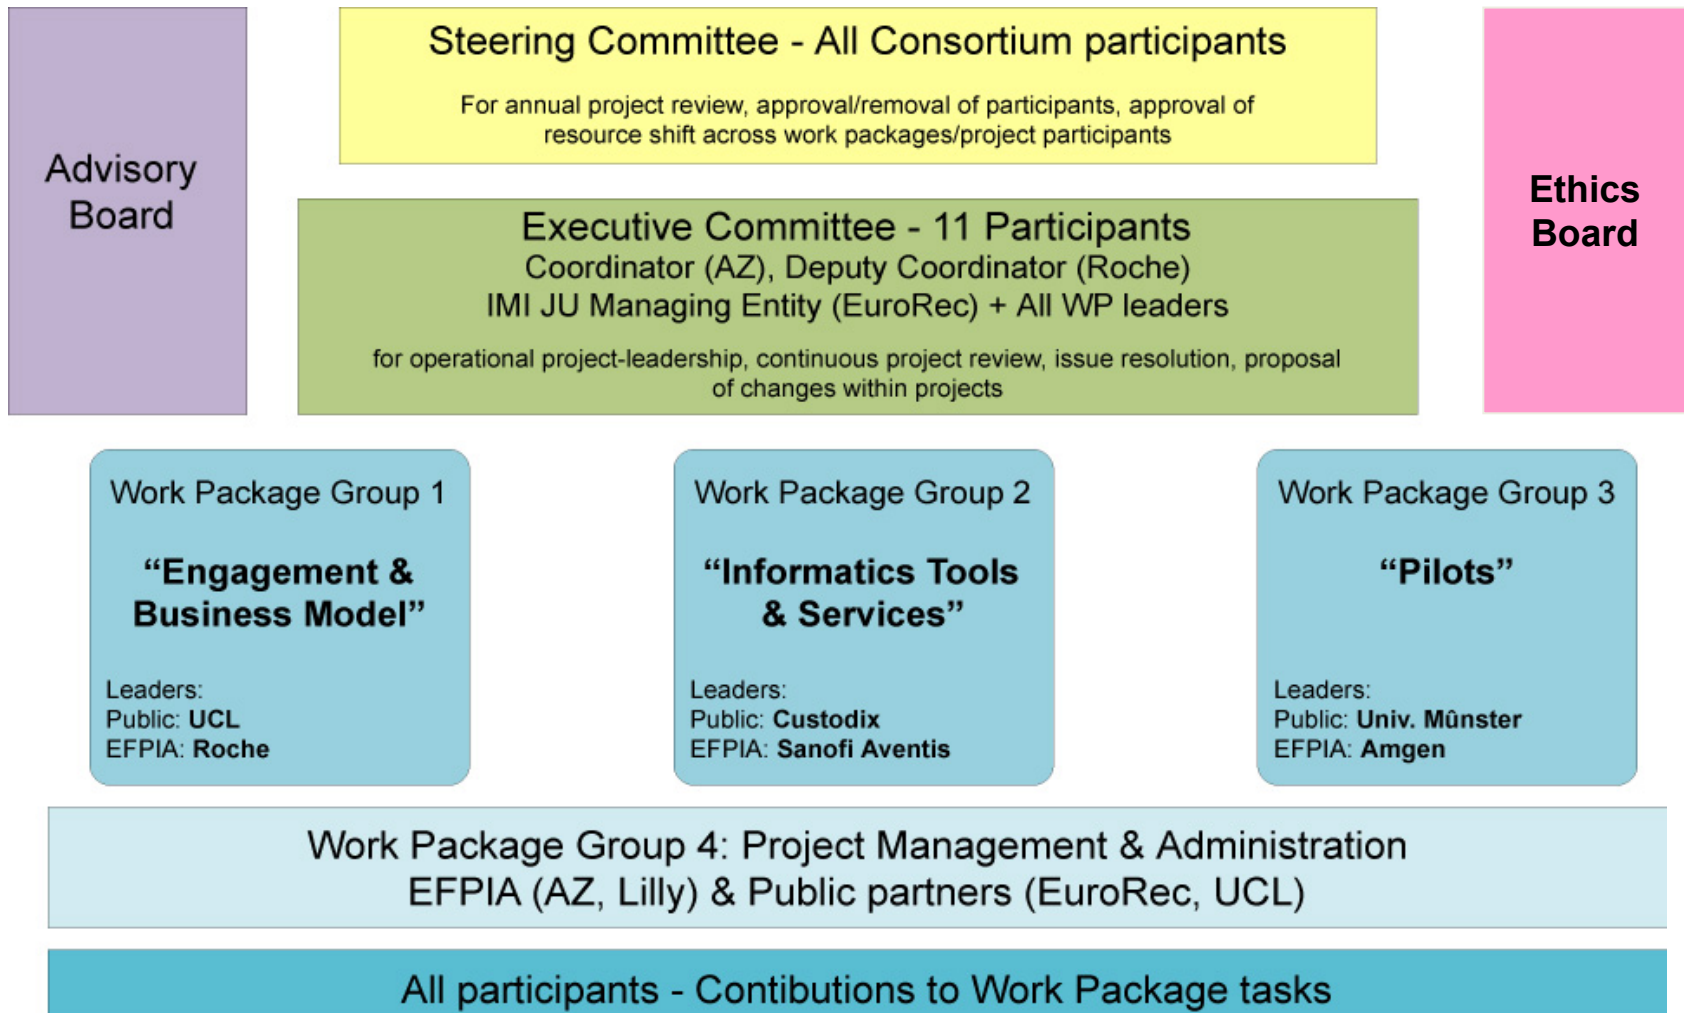 Advisory
Board
Steering Committee - All Consortium participants
For annual project review, approval/removal of participants, approval of
resource shift across work packages/project participants
Ethics
Board
Executive Committee - 11 Participants
Coordinator (AZ), Deputy Coordinator (Roche)
IMI JU Managing Entity (EuroRec) + All WP leaders
for operational project-leadership, continuous project review, issue resolution, proposal
of changes within projects
Work Package Group 1
“Engagement &
Business Model”
Leaders:
Public: UCL
EFPIA: Roche
Work Package Group 2
“Informatics Tools
& Services”
Leaders:
Public: Custodix
EFPIA: Sanofi Aventis
Work Package Group 3
“Pilots”
Leaders:
Public: Univ. Mûnster
EFPIA: Amgen
Work Package Group 4: Project Management & Administration
EFPIA (AZ, Lilly) & Public partners (EuroRec, UCL)
All participants - Contibutions to Work Package tasks